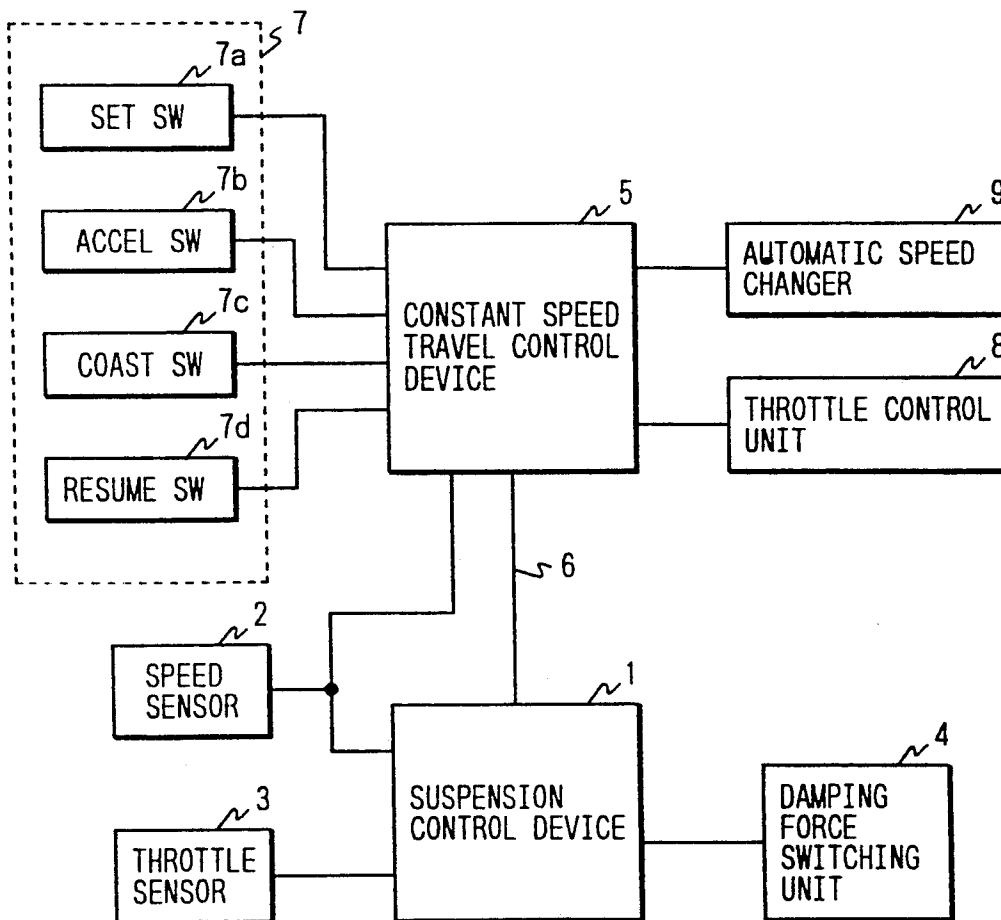 7
7a
SET SW
7b
ACCEL SW
7c
COAST SW
7d
RESUME SW
5
CONSTANT SPEED
TRAVEL CONTROL
DEVICE
9
AUTOMATIC SPEED
CHANGER
8
THROTTLE CONTROL
UNIT
6
2
SPEED
SENSOR
3
THROTTLE
SENSOR
1
SUSPENSION
CONTROL DEVICE
4
DAMPING
FORCE
SWITCHING
UNIT